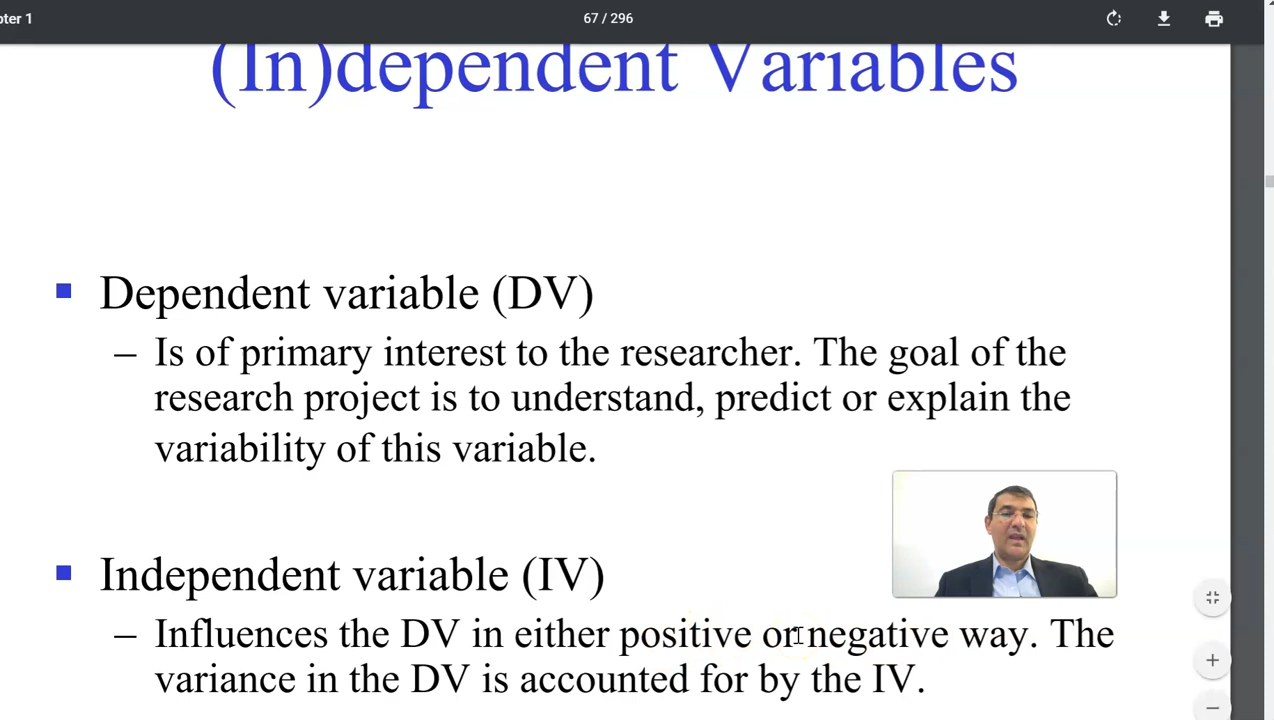 pter 1
67 / 296
(In)dependent Variables
Dependent variable (DV)
– Is of primary interest to the researcher. The goal of the
research project is to understand, predict or explain the
variability of this variable.
Independent variable (IV)
– Influences the DV in either positive or negative way. The
variance in the DV is accounted for by the IV.